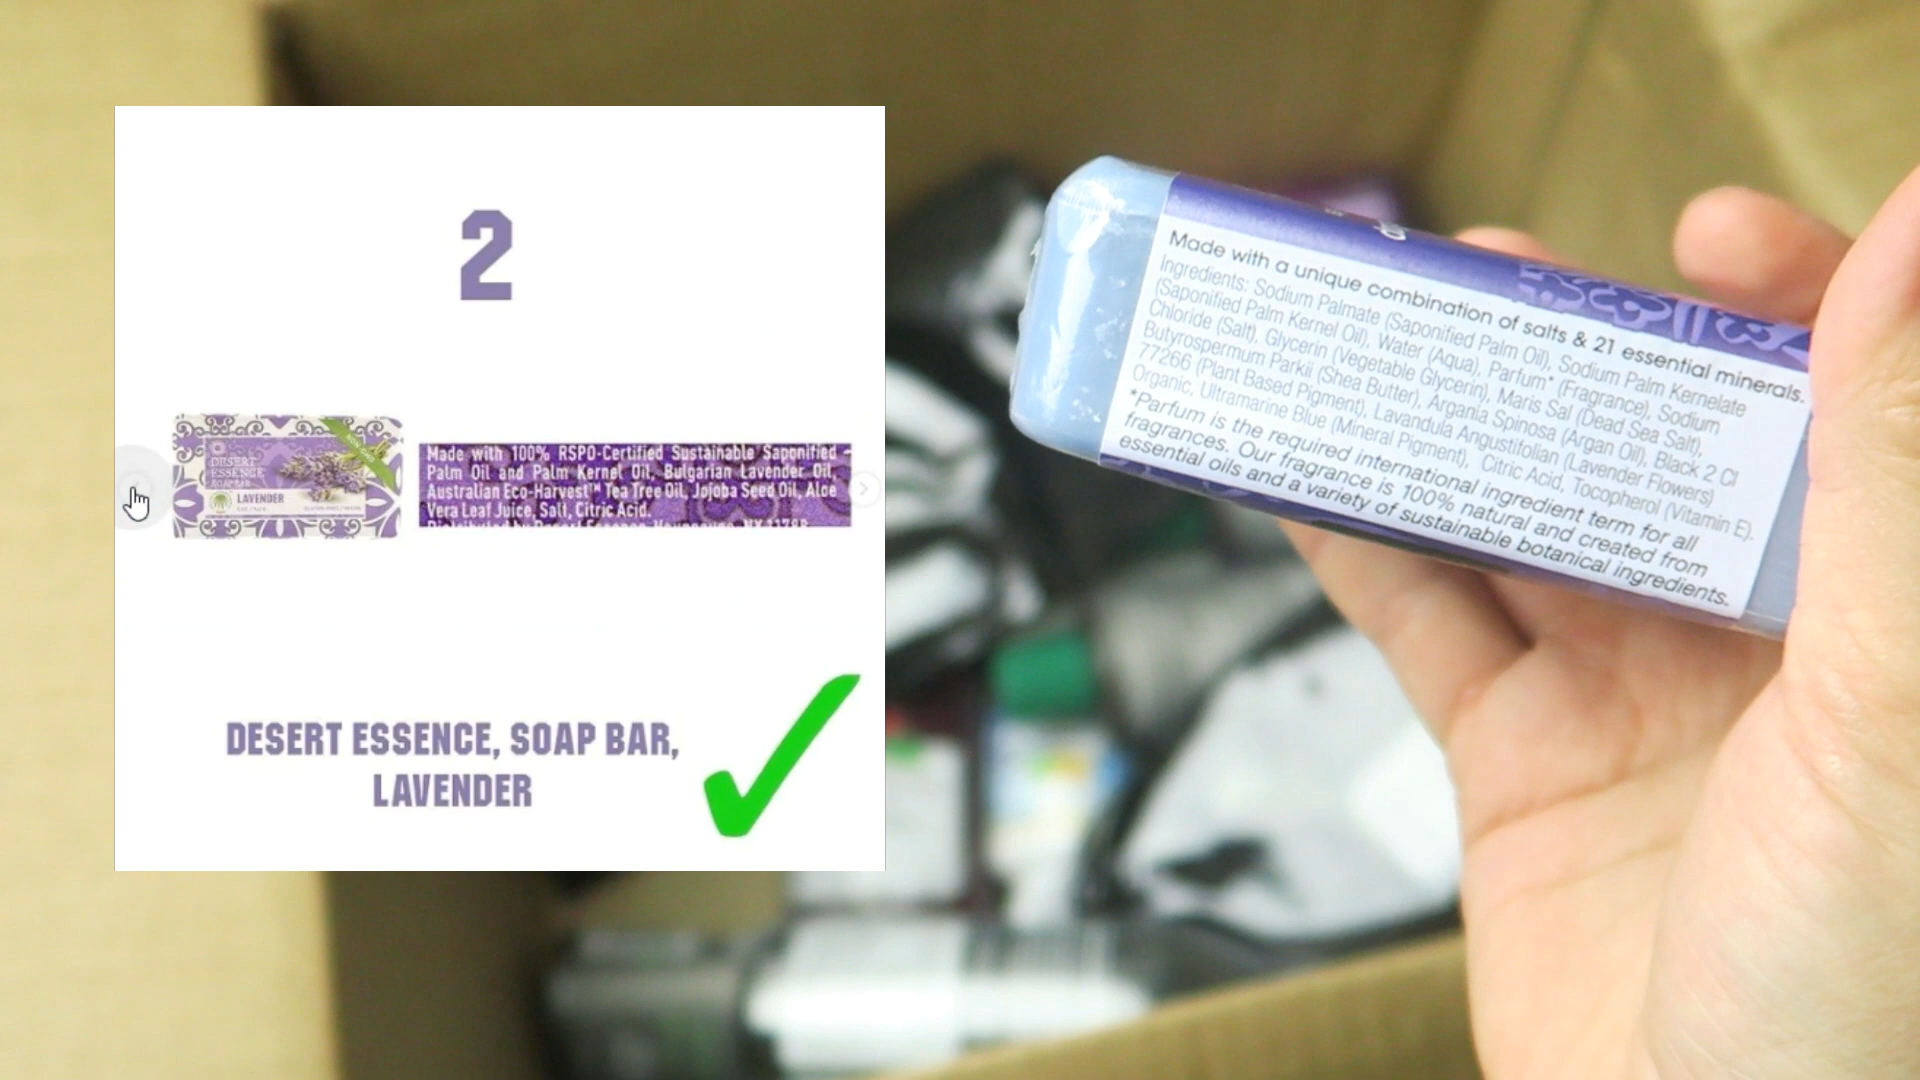 2
DESERT
ESSENCE
SOAP BAR
LAVENDER
Made with 100% RSPO-Certified Sustainable Saponified
Palm Oil and Palm Kernel Oil, Bulgarian Lavender Oil,
Australian Eco-Harvest™ Tea Tree Oil, Jojoba Seed Oil, Aloe
Vera Leaf Juice, Salt, Citric Acid.
DESERT ESSENCE, SOAP BAR,
LAVENDER
Made with a unique combination of salts & 21 essential minerals.
Ingredients: Sodium Palmate (Saponified Palm Oil), Sodium Palm Kernelate
(Saponified Palm Kernel Oil), Water (Aqua), Parfum* (Fragrance), Sodium
Chloride (Salt), Glycerin (Vegetable Glycerin), Maris Sal (Dead Sea Salt),
Butyrospermum Parkii (Shea Butter), Argania Spinosa (Argan Oil), Black 2 CI
77266 (Plant Based Pigment), Lavandula Angustifolian (Lavender Flowers)
Organic, Ultramarine Blue (Mineral Pigment), Citric Acid, Tocopherol (Vitamin E).
*Parfum is the required international ingredient term for all
fragrances. Our fragrance is 100% natural and created from
essential oils and a variety of sustainable botanical ingredients.